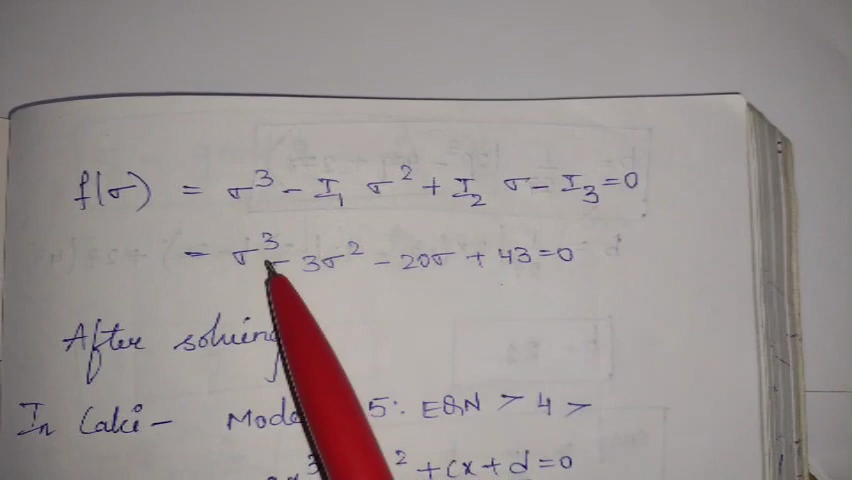 f(σ) = σ³ - I₁ σ² + I₂ σ - I₃ = 0
= σ³ - 3σ² - 20σ + 43 = 0
After solving
In Calci - Mode 5: EQN > 4 >
² + cx + d = 0